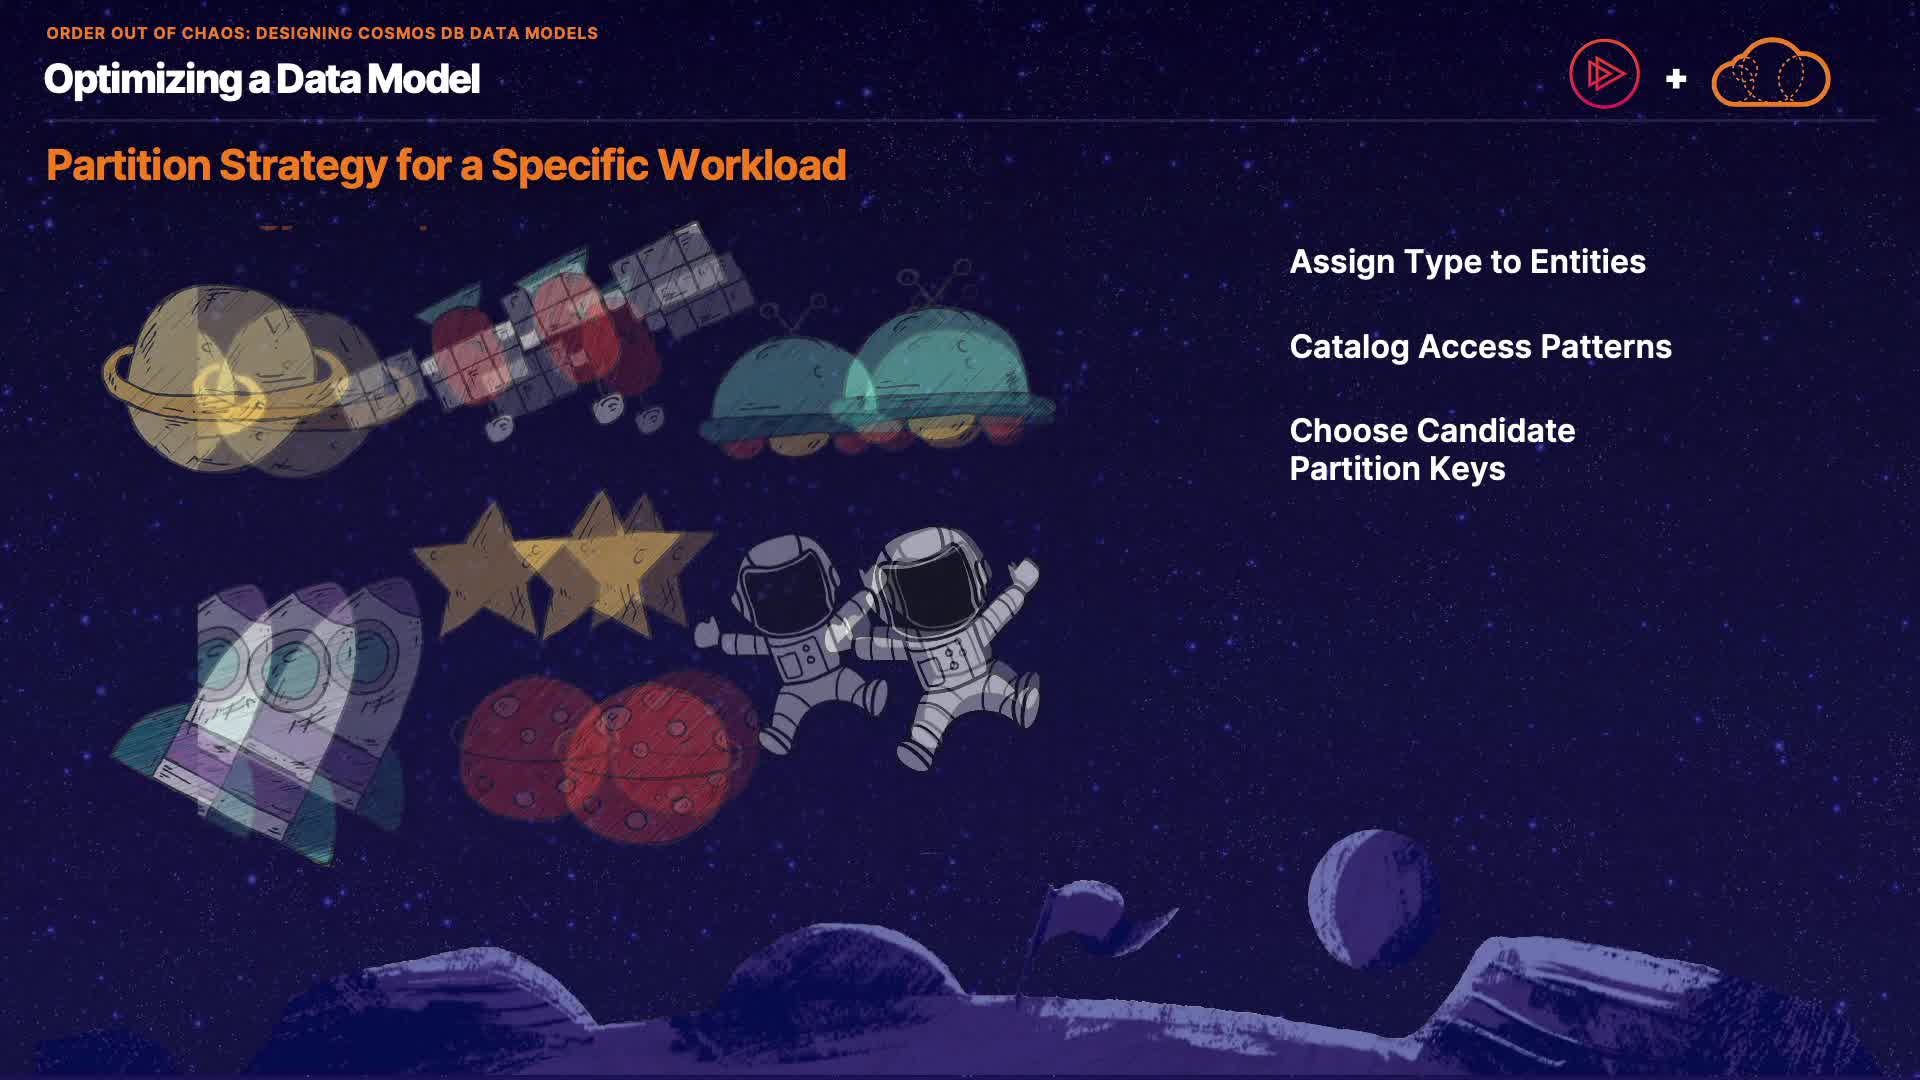 ORDER OUT OF CHAOS: DESIGNING COSMOS DB DATA MODELS
Optimizing a Data Model
+
Partition Strategy for a Specific Workload
Assign Type to Entities
Catalog Access Patterns
Choose Candidate
Partition Keys